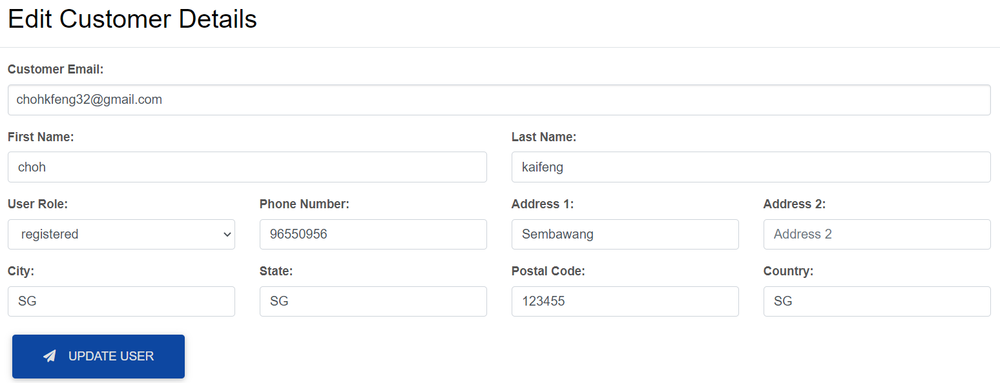 Edit Customer Details
Customer Email:
chohkfeng32@gmail.com
First Name: Last Name:
choh kaifeng
User Role: Phone Number: Address 1: Address 2:
registered 96550956 Sembawang Address 2
City: State: Postal Code: Country:
SG SG 123455 SG
UPDATE USER